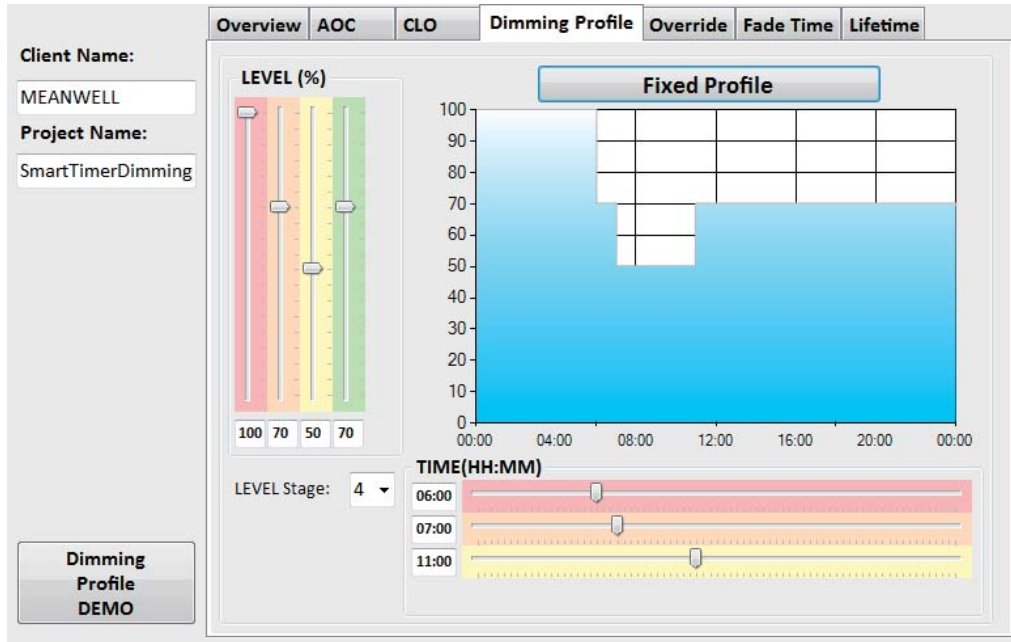 Overview
AOC
CLO
Dimming Profile
Override
Fade Time
Lifetime
Client Name:
MEANWELL
Project Name:
SmartTimerDimming
LEVEL (%)
100 70 50 70
LEVEL Stage: 4
Fixed Profile
100
90
80
70
60
50
40
30
20
10
0
00:00 04:00 08:00 12:00 16:00 20:00 00:00
TIME(HH:MM)
06:00
07:00
11:00
Dimming
Profile
DEMO